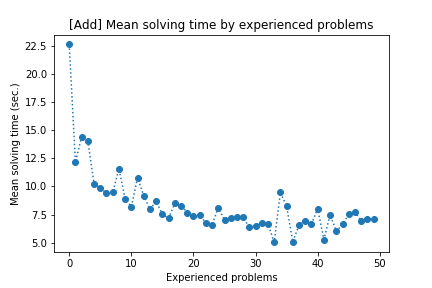 [Add] Mean solving time by experienced problems
Mean solving time (sec.)
22.5
20.0
17.5
15.0
12.5
10.0
7.5
5.0
0 10 20 30 40 50
Experienced problems